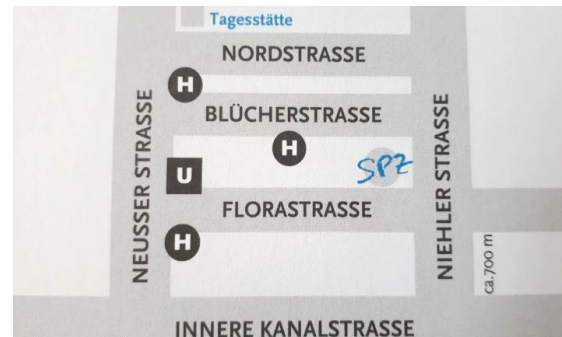 Tagesstätte
NORDSTRASSE
H
BLÜCHERSTRASSE
H
SPZ
U
FLORASTRASSE
H
NEUSSER STRASSE
NIEHLER STRASSE
ca.700 m
INNERE KANALSTRASSE